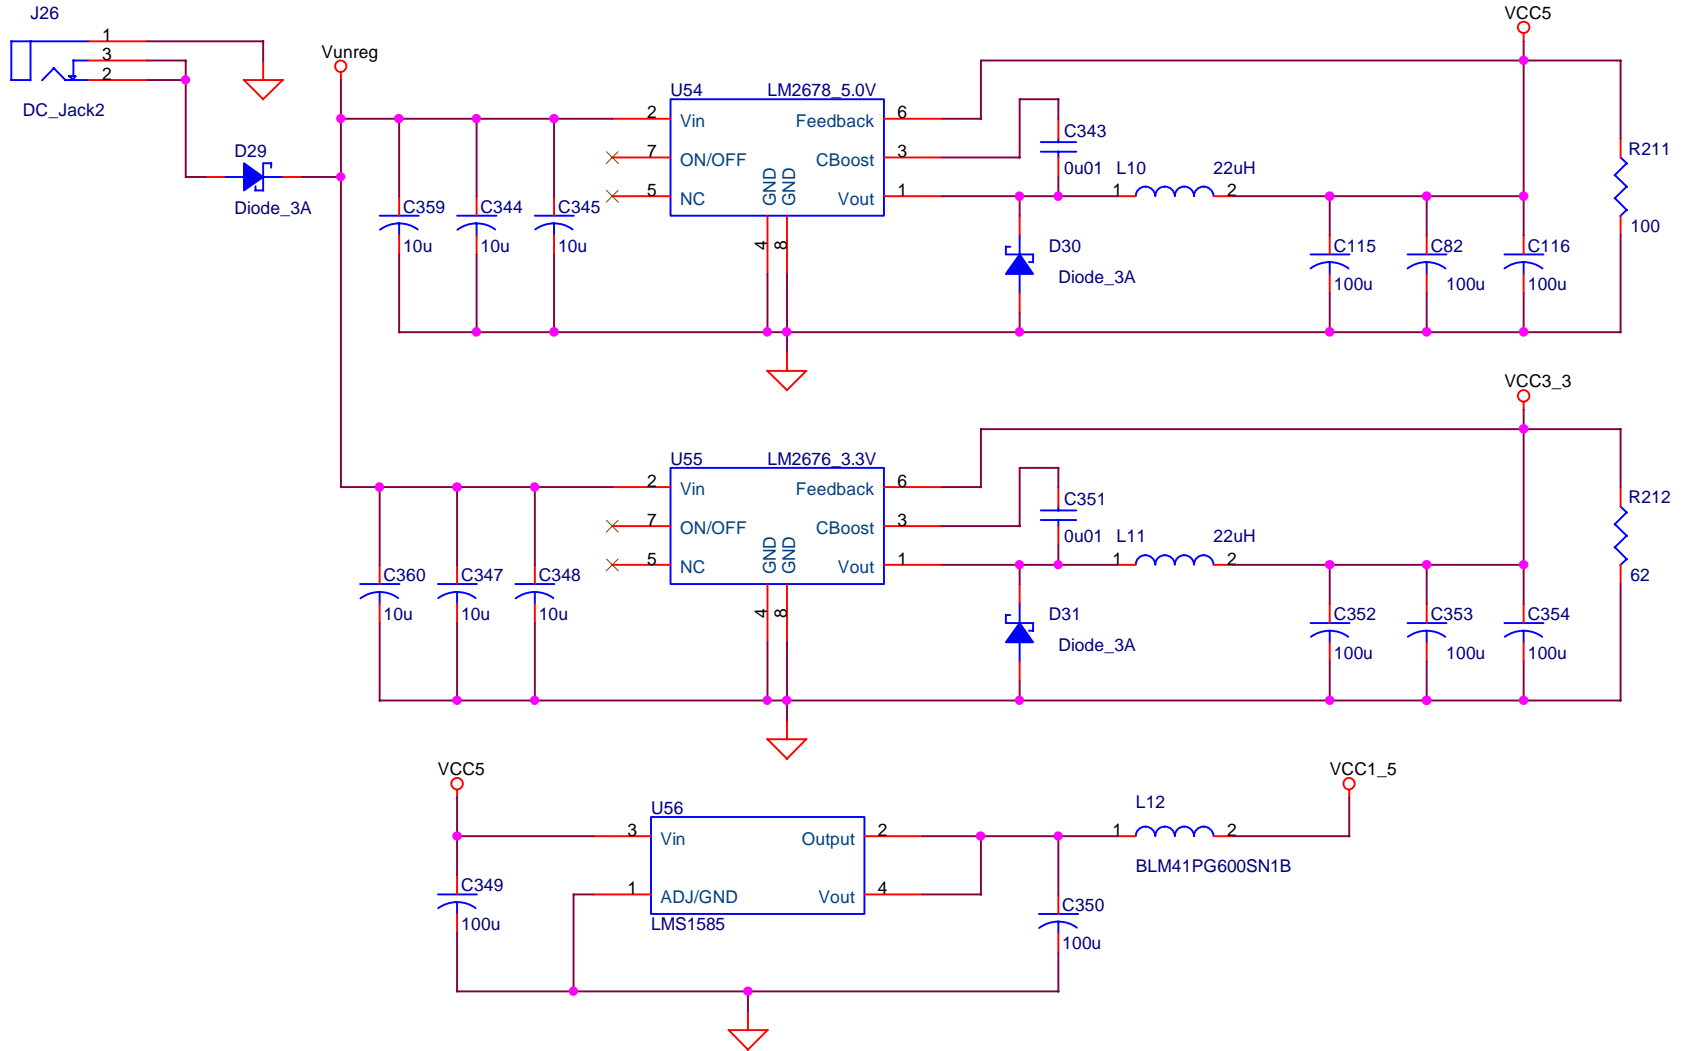 J26
1
3
2
DC_Jack2
Vunreg
D29
Diode_3A
C359
10u
C344
10u
C345
10u
U54
LM2678_5.0V
2
Vin
7
ON/OFF
5
NC
GND
GND
4
8
Feedback
6
CBoost
3
Vout
1
C343
0u01
L10
22uH
1
2
D30
Diode_3A
VCC5
C115
100u
C82
100u
C116
100u
R211
100
C360
10u
C347
10u
C348
10u
U55
LM2676_3.3V
2
Vin
7
ON/OFF
5
NC
GND
GND
4
8
Feedback
6
CBoost
3
Vout
1
C351
0u01
L11
22uH
1
2
D31
Diode_3A
VCC3_3
C352
100u
C353
100u
C354
100u
R212
62
VCC5
C349
100u
U56
3
Vin
1
ADJ/GND
LMS1585
Output
2
Vout
4
C350
100u
L12
1
2
BLM41PG600SN1B
VCC1_5